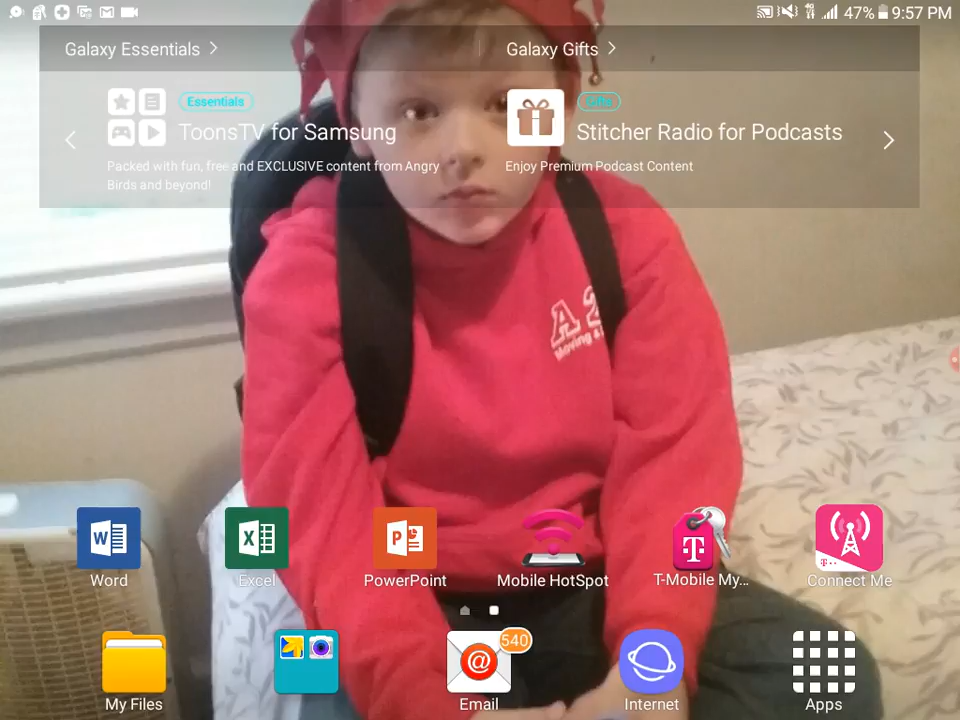 47% 9:57 PM
Galaxy Essentials
Galaxy Gifts
Essentials
ToonsTV for Samsung
Packed with fun, free and EXCLUSIVE content from Angry
Birds and beyond!
Gifts
Stitcher Radio for Podcasts
Enjoy Premium Podcast Content
A 2
Moving &
Word
Excel
PowerPoint
Mobile HotSpot
T-Mobile My...
Connect Me
540
My Files
Email
Internet
Apps